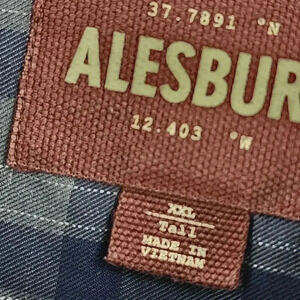 37.7891 °N
ALESBUR
12.403 °W
XXL
Tall
MADE IN
VIETNAM